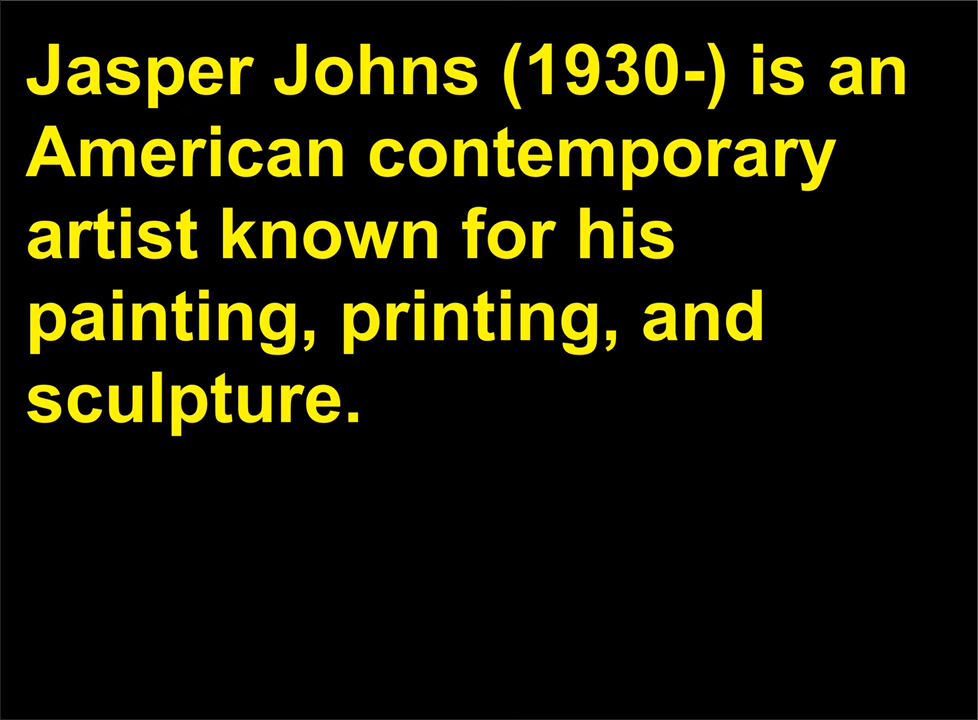 Jasper Johns (1930-) is an
American contemporary
artist known for his
painting, printing, and
sculpture.